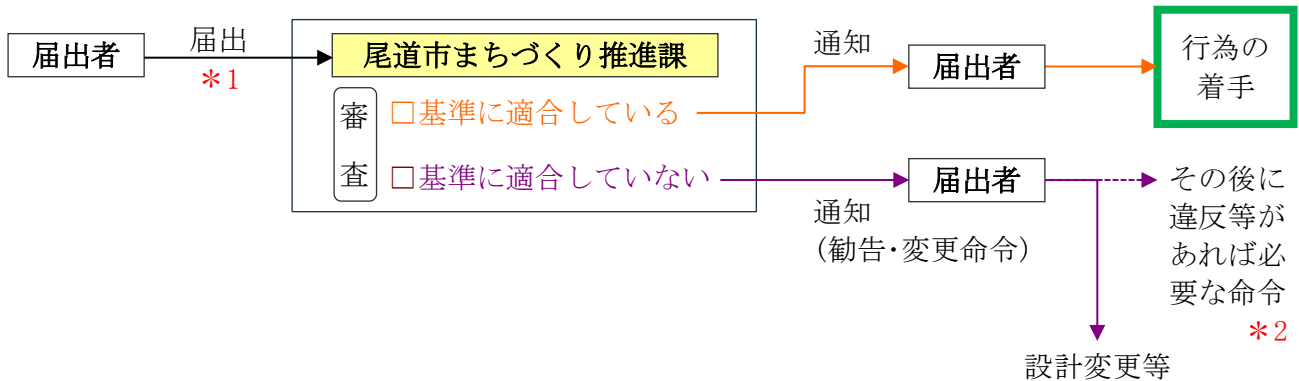 届出者
届出
＊1
尾道市まちづくり推進課
審
査
□基準に適合している
□基準に適合していない
通知
届出者
行為の
着手
通知
(勧告・変更命令)
届出者
その後に
違反等が
あれば必
要な命令
＊2
設計変更等